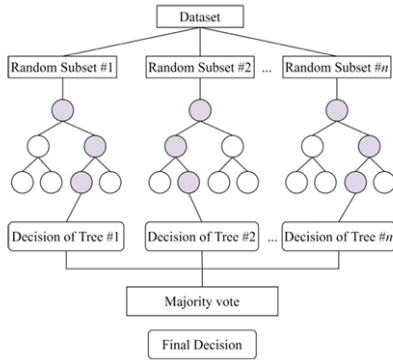 Dataset
Random Subset #1 Random Subset #2 ... Random Subset #n
Decision of Tree #1 Decision of Tree #2 ... Decision of Tree #n
Majority vote
Final Decision